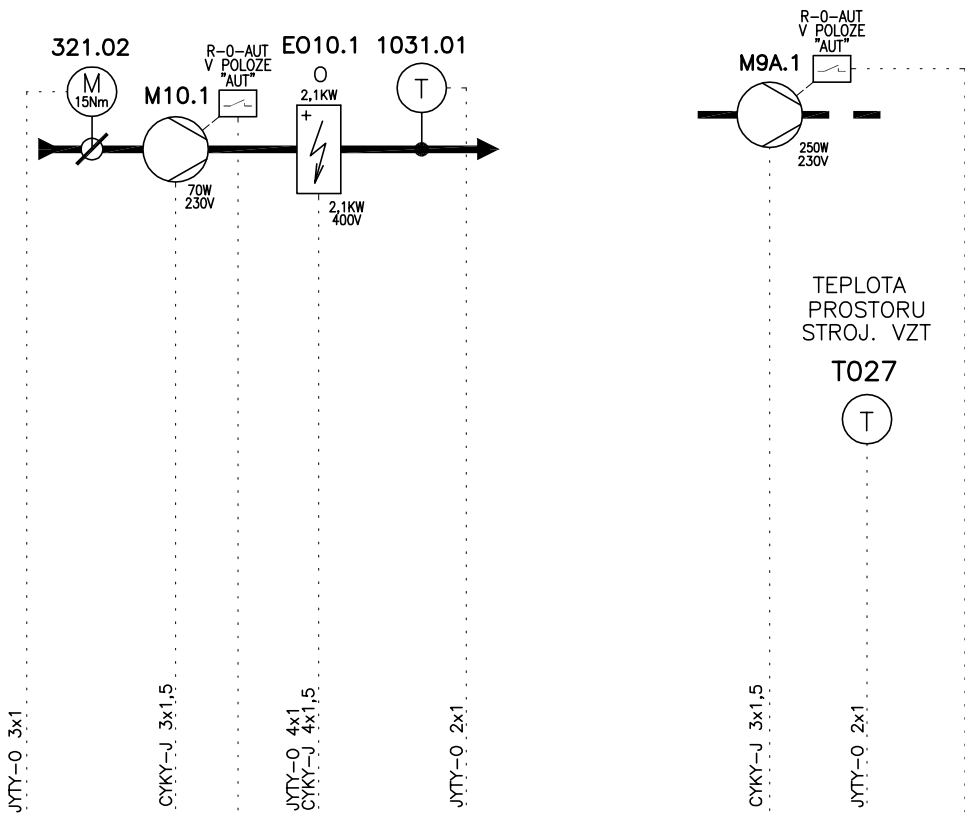 321.02
M
15Nm
M10.1
R-O-AUT
V POLOZE
"AUT"
70W
230V
EO10.1
O
2,1KW
+
2,1KW
400V
1031.01
T
R-O-AUT
V POLOZE
"AUT"
M9A.1
250W
230V
TEPLOTA
PROSTORU
STROJ. VZT
T027
T
JYTY-O 3x1
CYKY-J 3x1,5
JYTY-O 4x1
CYKY-J 4x1,5
JYTY-O 2x1
CYKY-J 3x1,5
JYTY-O 2x1